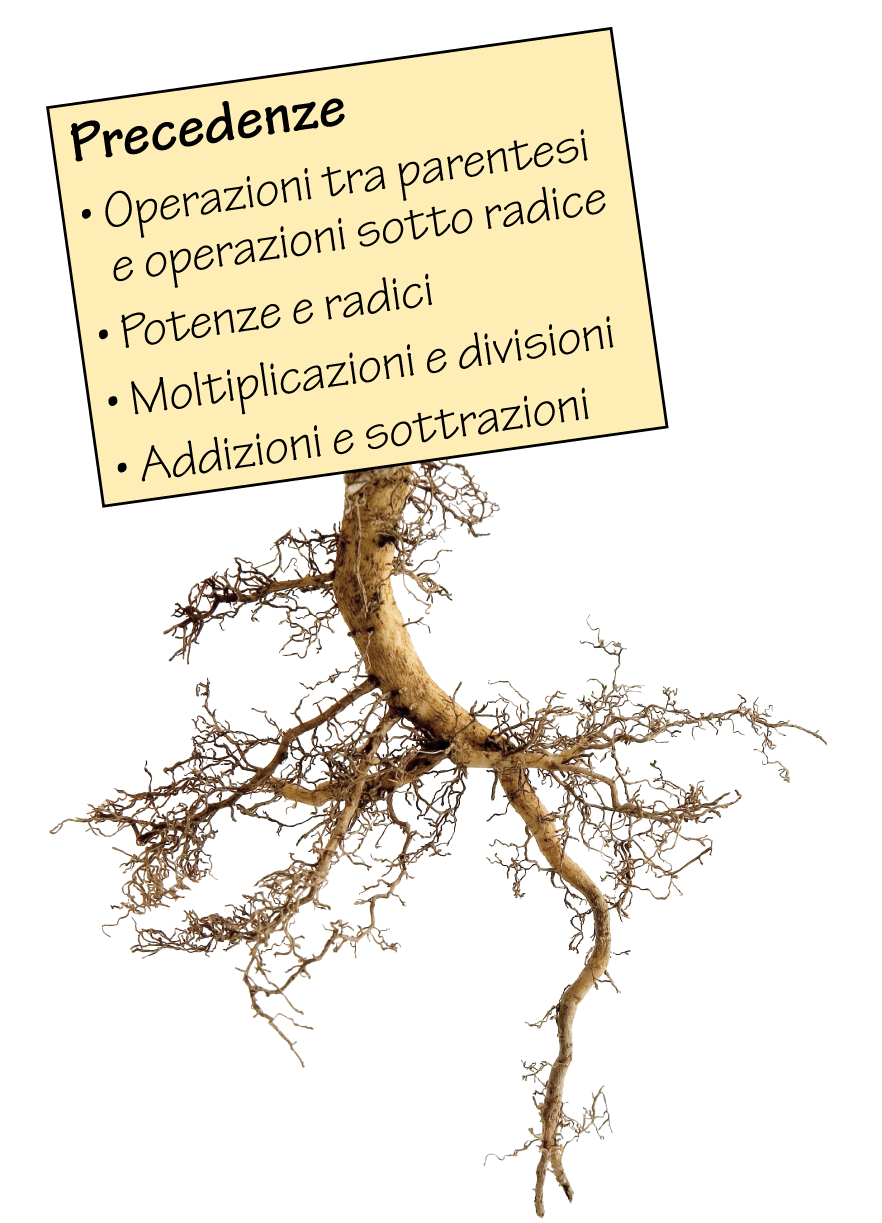 Precedenze
• Operazioni tra parentesi
e operazioni sotto radice
• Potenze e radici
• Moltiplicazioni e divisioni
• Addizioni e sottrazioni